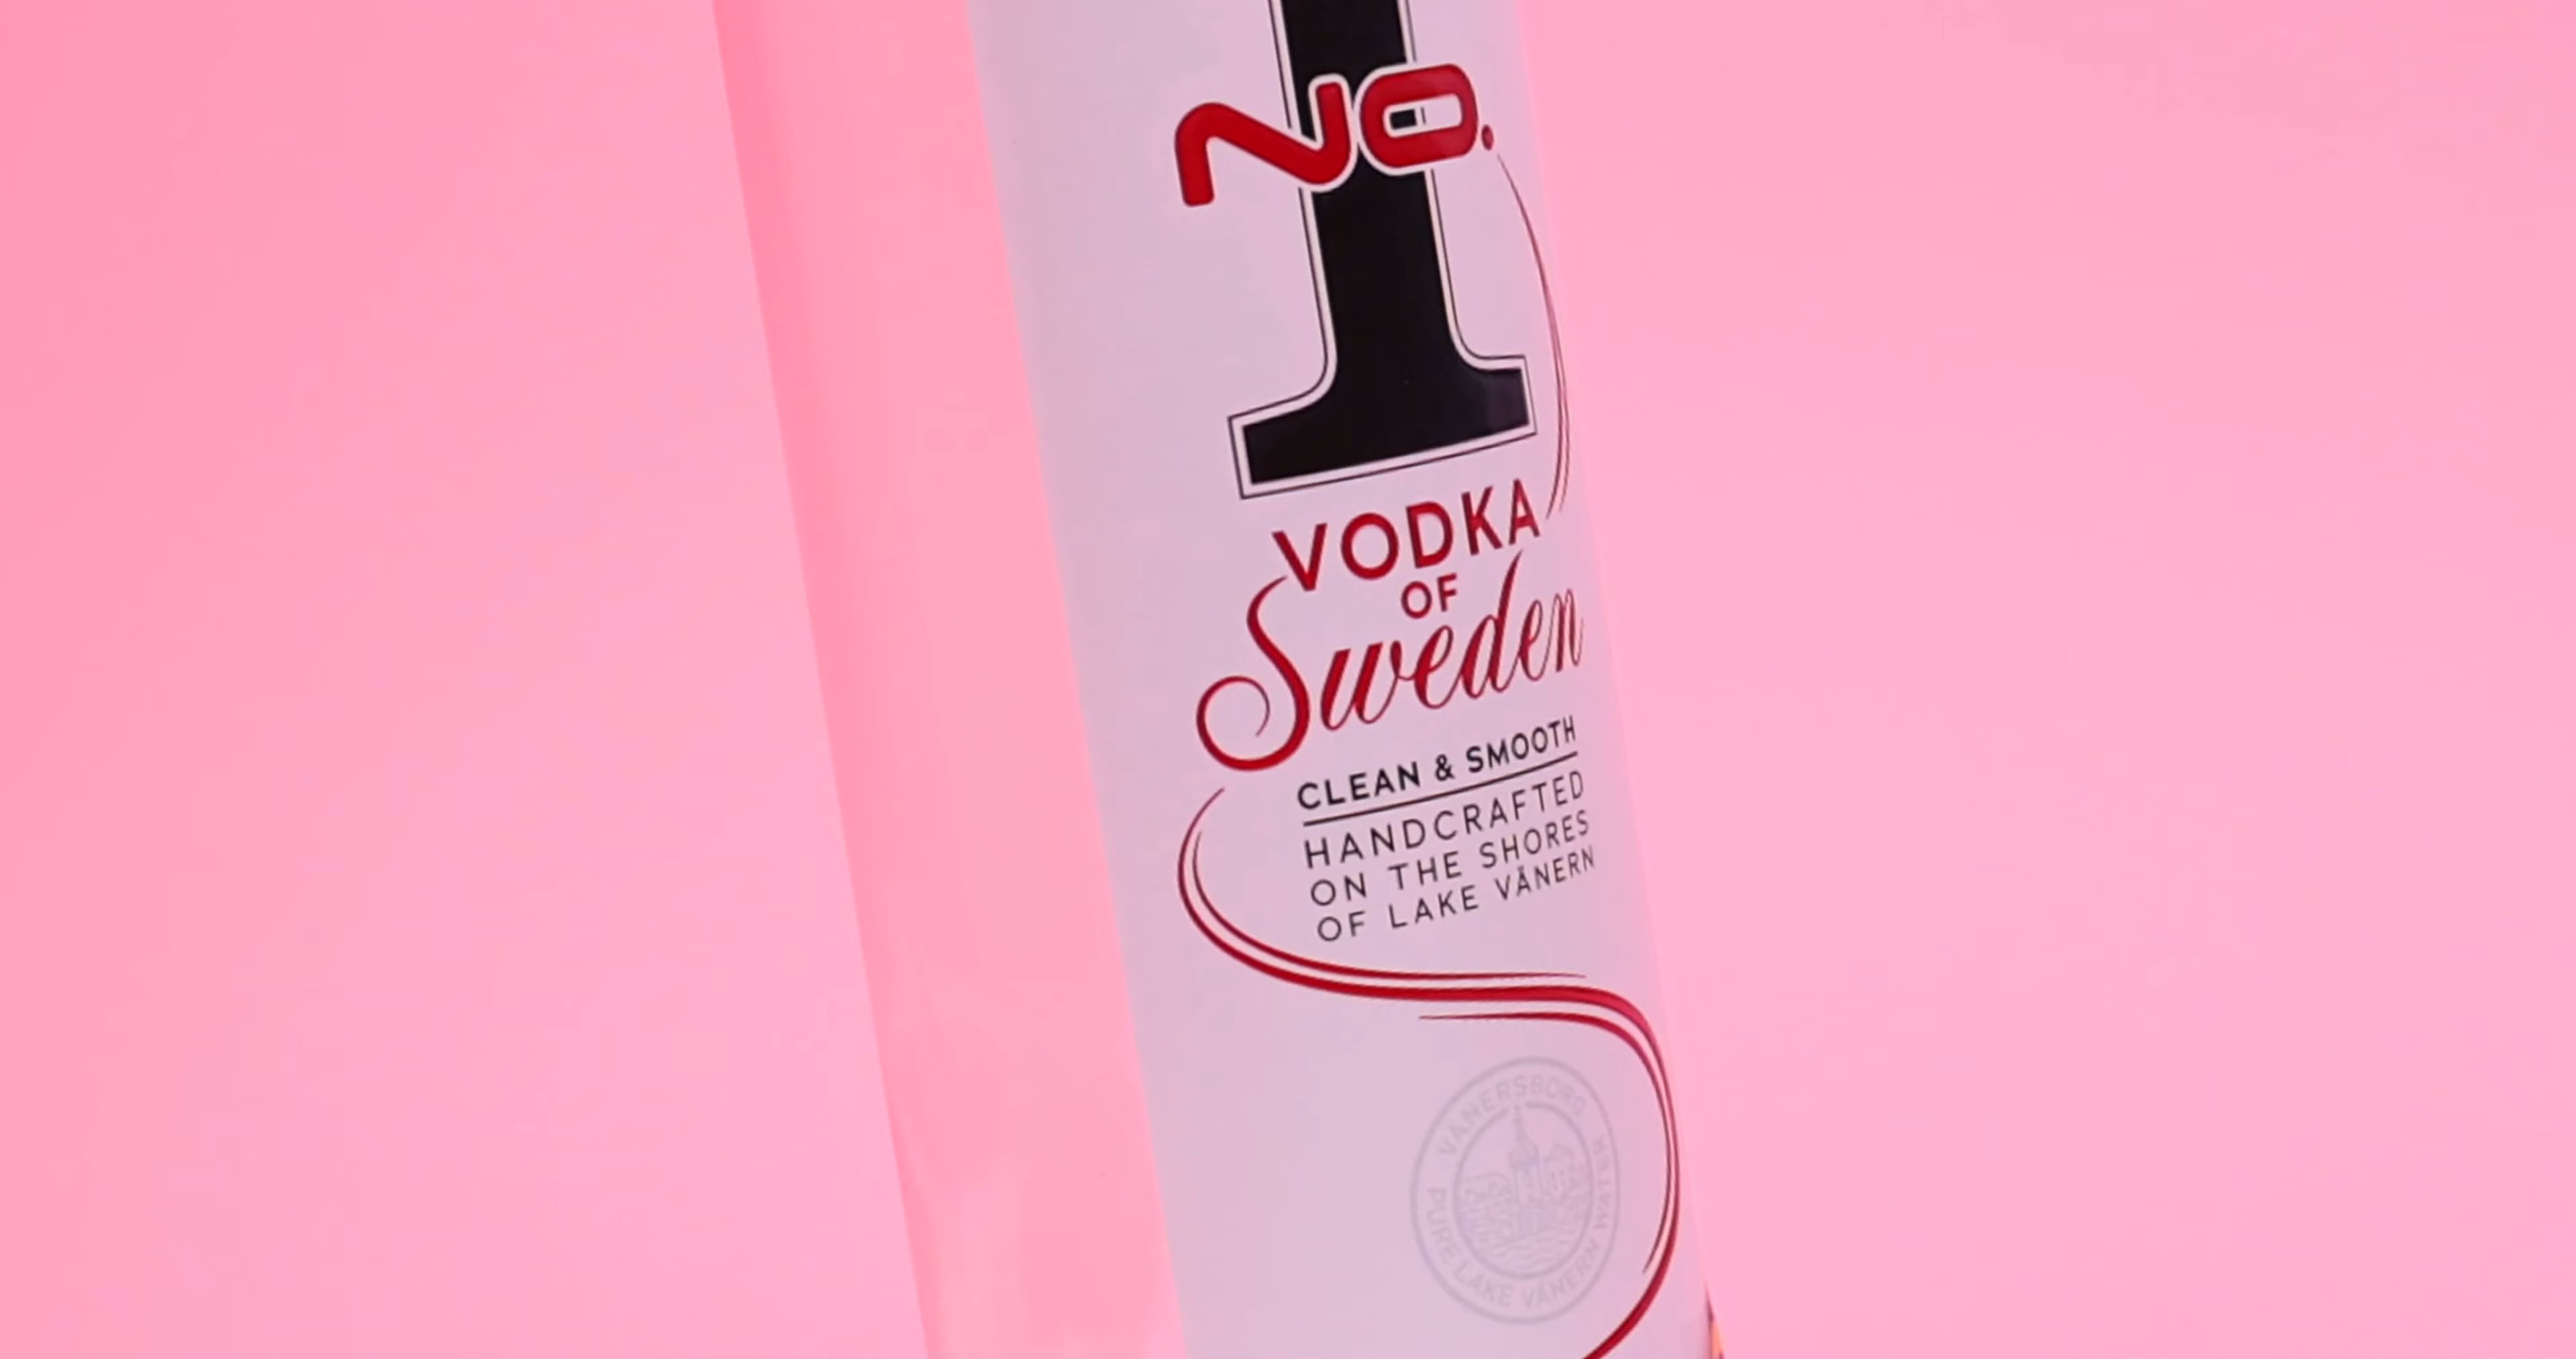 1
No.
VODKA
OF
Sweden
CLEAN & SMOOTH
HANDCRAFTED
ON THE SHORES
OF LAKE VÄNERN
VÄNERSBORG
PURE LAKE VÄNERN WATER